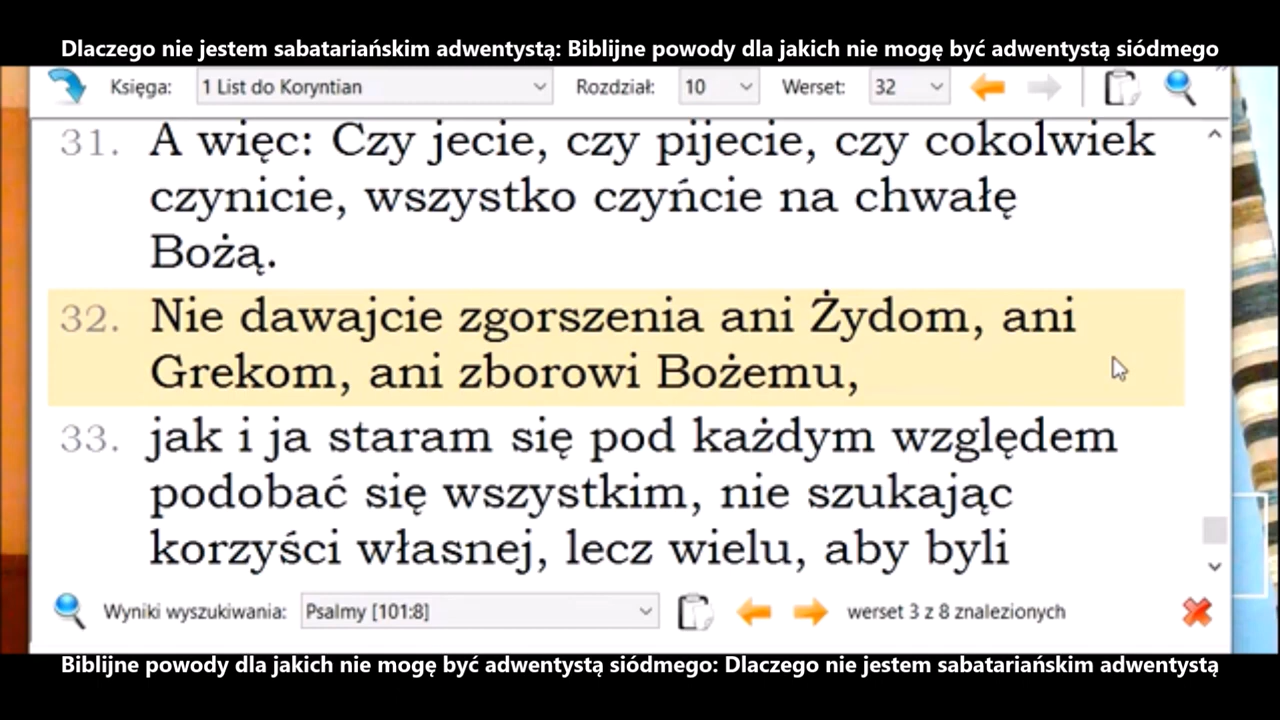 Dlaczego nie jestem sabatariańskim adwentystą: Biblijne powody dla jakich nie mogę być adwentystą siódmego
Księga: 1 List do Koryntian Rozdział: 10 Werset: 32
31. A więc: Czy jecie, czy pijecie, czy cokolwiek
czynicie, wszystko czyńcie na chwałę
Bożą.
32. Nie dawajcie zgorszenia ani Żydom, ani
Grekom, ani zborowi Bożemu,
33. jak i ja staram się pod każdym względem
podobać się wszystkim, nie szukając
korzyści własnej, lecz wielu, aby byli
Wyniki wyszukiwania: Psalmy [101:8] werset 3 z 8 znalezionych
Biblijne powody dla jakich nie mogę być adwentystą siódmego: Dlaczego nie jestem sabatariańskim adwentystą